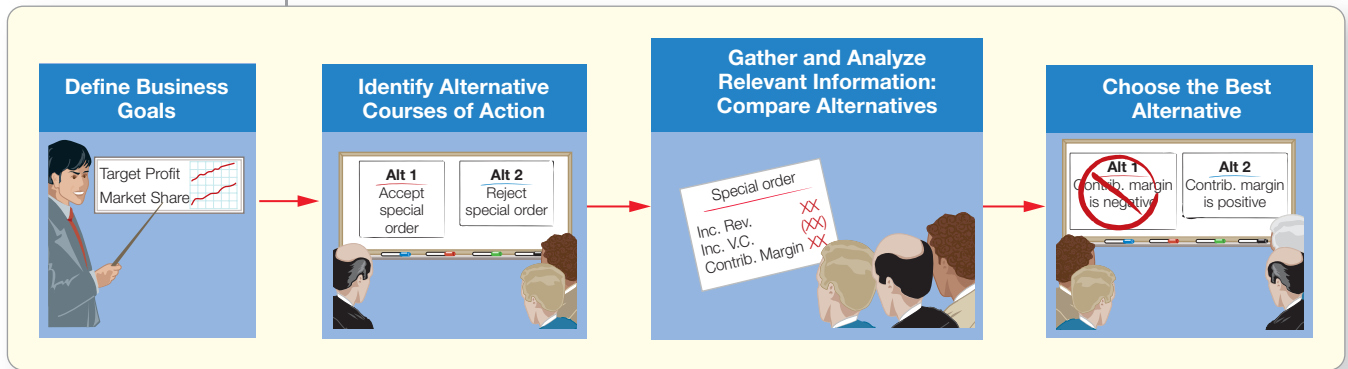 Define Business
Goals
Target Profit
Market Share
Identify Alternative
Courses of Action
Alt 1
Accept
special
order
Alt 2
Reject
special order
Gather and Analyze
Relevant Information:
Compare Alternatives
Special order
Inc. Rev. XX
Inc. V.C. (XX)
Contrib. Margin XX
Choose the Best
Alternative
Alt 1
Contrib. margin
is negative
Alt 2
Contrib. margin
is positive